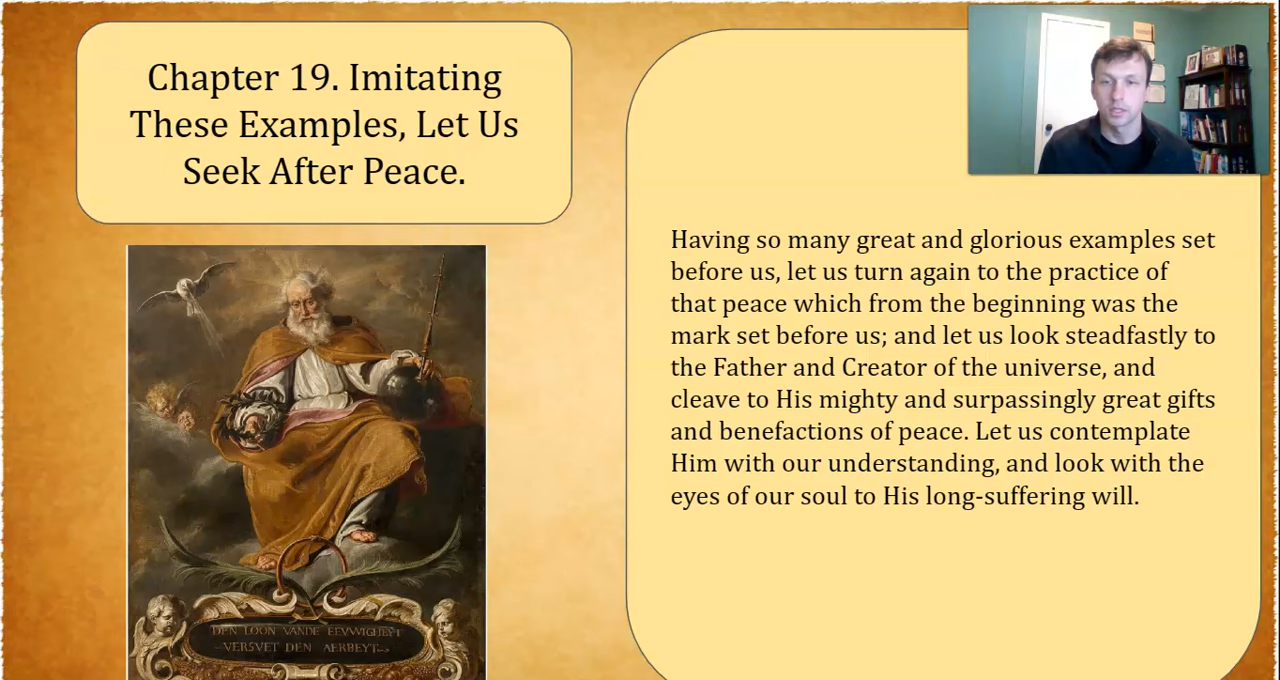 Chapter 19. Imitating
These Examples, Let Us
Seek After Peace.
Having so many great and glorious examples set
before us, let us turn again to the practice of
that peace which from the beginning was the
mark set before us; and let us look steadfastly to
the Father and Creator of the universe, and
cleave to His mighty and surpassingly great gifts
and benefactions of peace. Let us contemplate
Him with our understanding, and look with the
eyes of our soul to His long-suffering will.
DEN LOON VANDE EEVWIGHEYT
VERSVET DEN AERBEYT